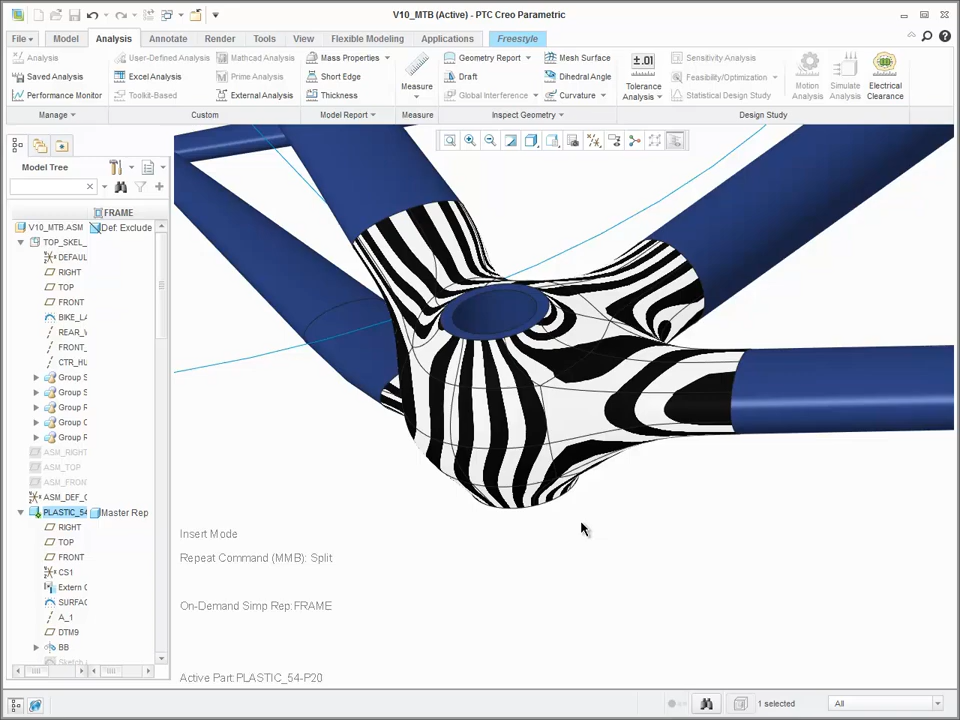 V10_MTB (Active) - PTC Creo Parametric
File Model Analysis Annotate Render Tools View Flexible Modeling Applications Freestyle
Analysis User-Defined Analysis Mathcad Analysis Mass Properties Geometry Report Mesh Surface Sensitivity Analysis
Saved Analysis Excel Analysis Prime Analysis Short Edge Draft Dihedral Angle Feasibility/Optimization
Performance Monitor Toolkit-Based External Analysis Thickness Global Interference Curvature Statistical Design Study
Measure ±.01 Tolerance Analysis Motion Analysis Simulate Analysis Electrical Clearance
Manage Custom Model Report Measure Inspect Geometry Design Study
Model Tree
FRAME
V10_MTB.ASM Def: Exclude
TOP_SKEL_
DEFAUL
RIGHT
TOP
FRONT
BIKE_LA
REAR_
FRONT_
CTR_HU
Group S
Group S
Group R
Group C
Group R
ASM_RIGHT
ASM_TOP
ASM_FRON
ASM_DEF_C
PLASTIC_54 Master Rep
RIGHT
TOP
FRONT
CS1
Extern C
SURFAC
A_1
DTM9
BB
Sketch
Insert Mode
Repeat Command (MMB): Split
On-Demand Simp Rep:FRAME
Active Part:PLASTIC_54-P20
1 selected
All